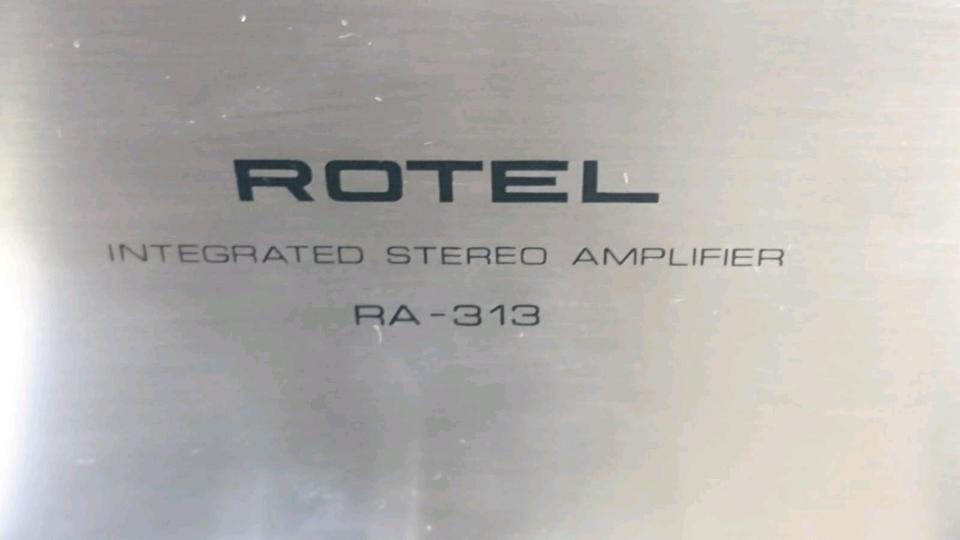 ROTEL
INTEGRATED STEREO AMPLIFIER
RA-313